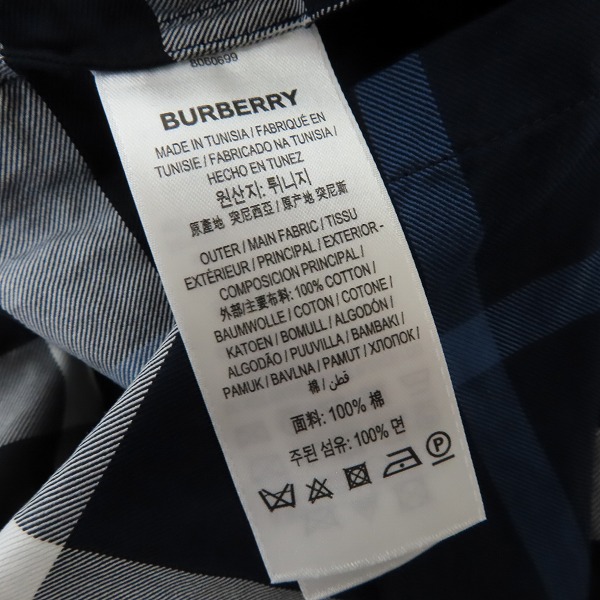 8060699
BURBERRY
MADE IN TUNISIA / FABRIQUÉ EN
TUNISIE / FABRICADO NA TUNISIA /
HECHO EN TUNEZ
원산지: 튀니지
原產地 突尼西亞 / 原产地 突尼斯
OUTER / MAIN FABRIC / TISSU
EXTÉRIEUR / PRINCIPAL / EXTERIOR -
COMPOSICION PRINCIPAL /
外部/主要布料: 100% COTTON /
BAUMWOLLE / COTON / COTONE /
KATOEN / BOMULL / ALGODÓN /
ALGODÃO / PUUVILLA / BAMBAKI /
PAMUK / BAVLNA / PAMUT / ХЛОПОК /
棉 / قطن /
面料: 100% 棉
주된 섬유: 100% 면
P